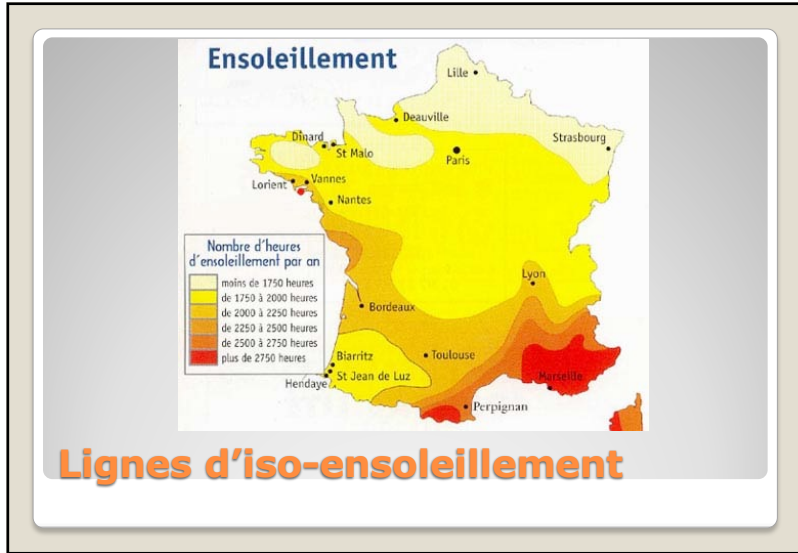 Ensoleillement
Lille
Deauville
Dinard
St Malo
Strasbourg
Paris
Lorient
Vannes
Nantes
Nombre d'heures
d'ensoleillement par an
moins de 1750 heures
de 1750 à 2000 heures
de 2000 à 2250 heures
de 2250 à 2500 heures
de 2500 à 2750 heures
plus de 2750 heures
Lyon
Bordeaux
Biarritz
St Jean de Luz
Hendaye
Toulouse
Marseille
Perpignan
Lignes d'iso-ensoleillement